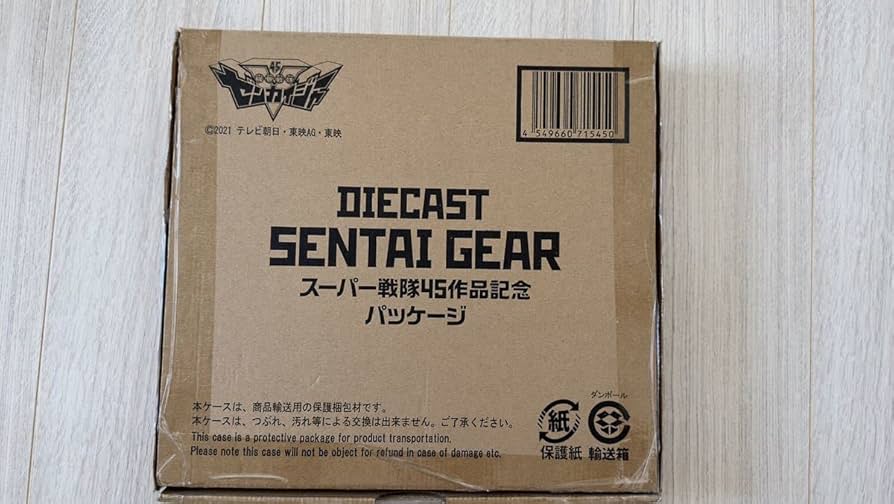 45
機界戦隊
ゼンカイジャー
©2021 テレビ朝日・東映AG・東映
4 549660 715450
DIECAST
SENTAI GEAR
スーパー戦隊45作品記念
パッケージ
本ケースは、商品輸送用の保護梱包材です。
本ケースは、つぶれ、汚れ等による交換は出来ません。ご了承ください。
This case is a protective package for product transportation.
Please note this case will not be object for refund in case of damage etc.
ダンボール
紙
保護紙 輸送箱